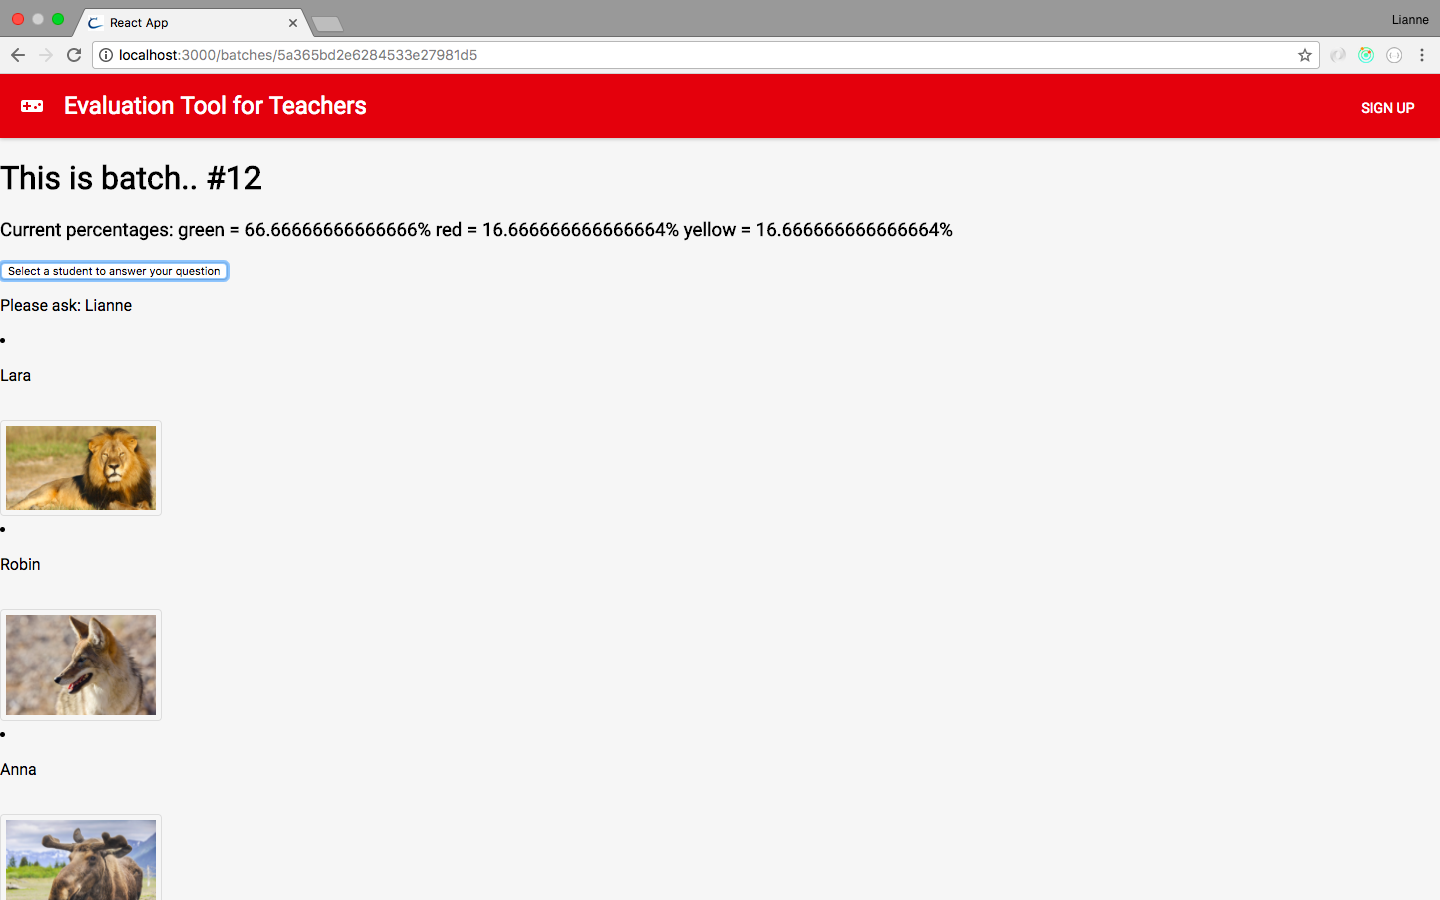 React App
Lianne
localhost:3000/batches/5a365bd2e6284533e27981d5
Evaluation Tool for Teachers
SIGN UP
This is batch.. #12
Current percentages: green = 66.66666666666666% red = 16.666666666666664% yellow = 16.666666666666664%
Select a student to answer your question
Please ask: Lianne
Lara
Robin
Anna